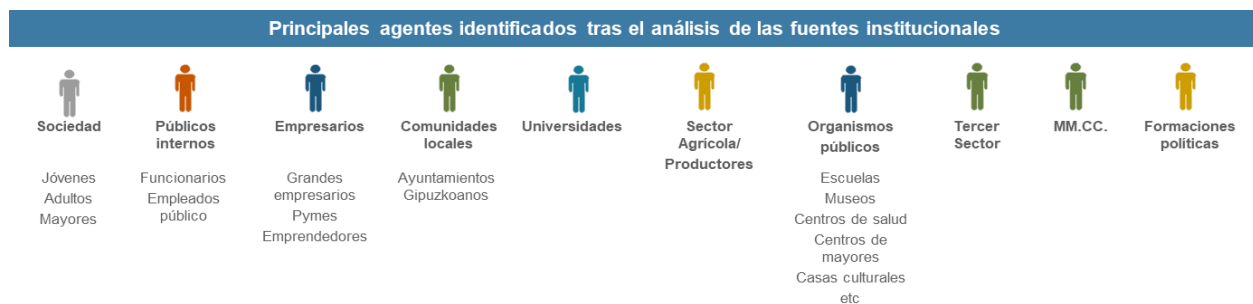 Principales agentes identificados tras el análisis de las fuentes institucionales
Sociedad
Jóvenes
Adultos
Mayores
Públicos
internos
Funcionarios
Empleados
público
Empresarios
Grandes
empresarios
Pymes
Emprendedores
Comunidades
locales
Ayuntamientos
Gipuzkoanos
Universidades
Sector
Agrícola/
Productores
Organismos
públicos
Escuelas
Museos
Centros de salud
Centros de
mayores
Casas culturales
etc
Tercer
Sector
MM.CC.
Formaciones
políticas